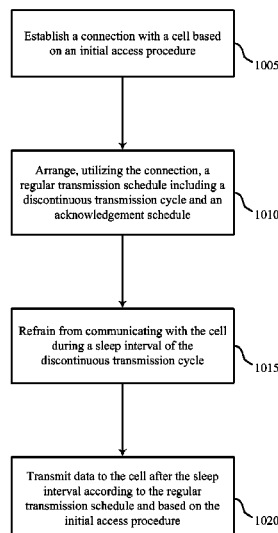 Establish a connection with a cell based
on an initial access procedure
1005
Arrange, utilizing the connection, a
regular transmission schedule including a
discontinuous transmission cycle and an
acknowledgement schedule
1010
Refrain from communicating with the cell
during a sleep interval of the
discontinuous transmission cycle
1015
Transmit data to the cell after the sleep
interval according to the regular
transmission schedule and based on the
initial access procedure
1020